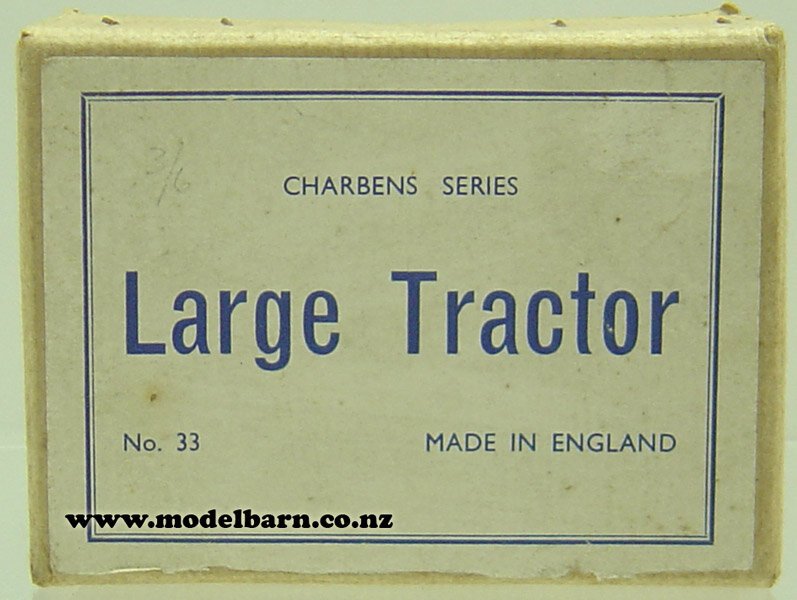 3/6
CHARBENS SERIES
Large Tractor
No. 33 MADE IN ENGLAND
www.modelbarn.co.nz